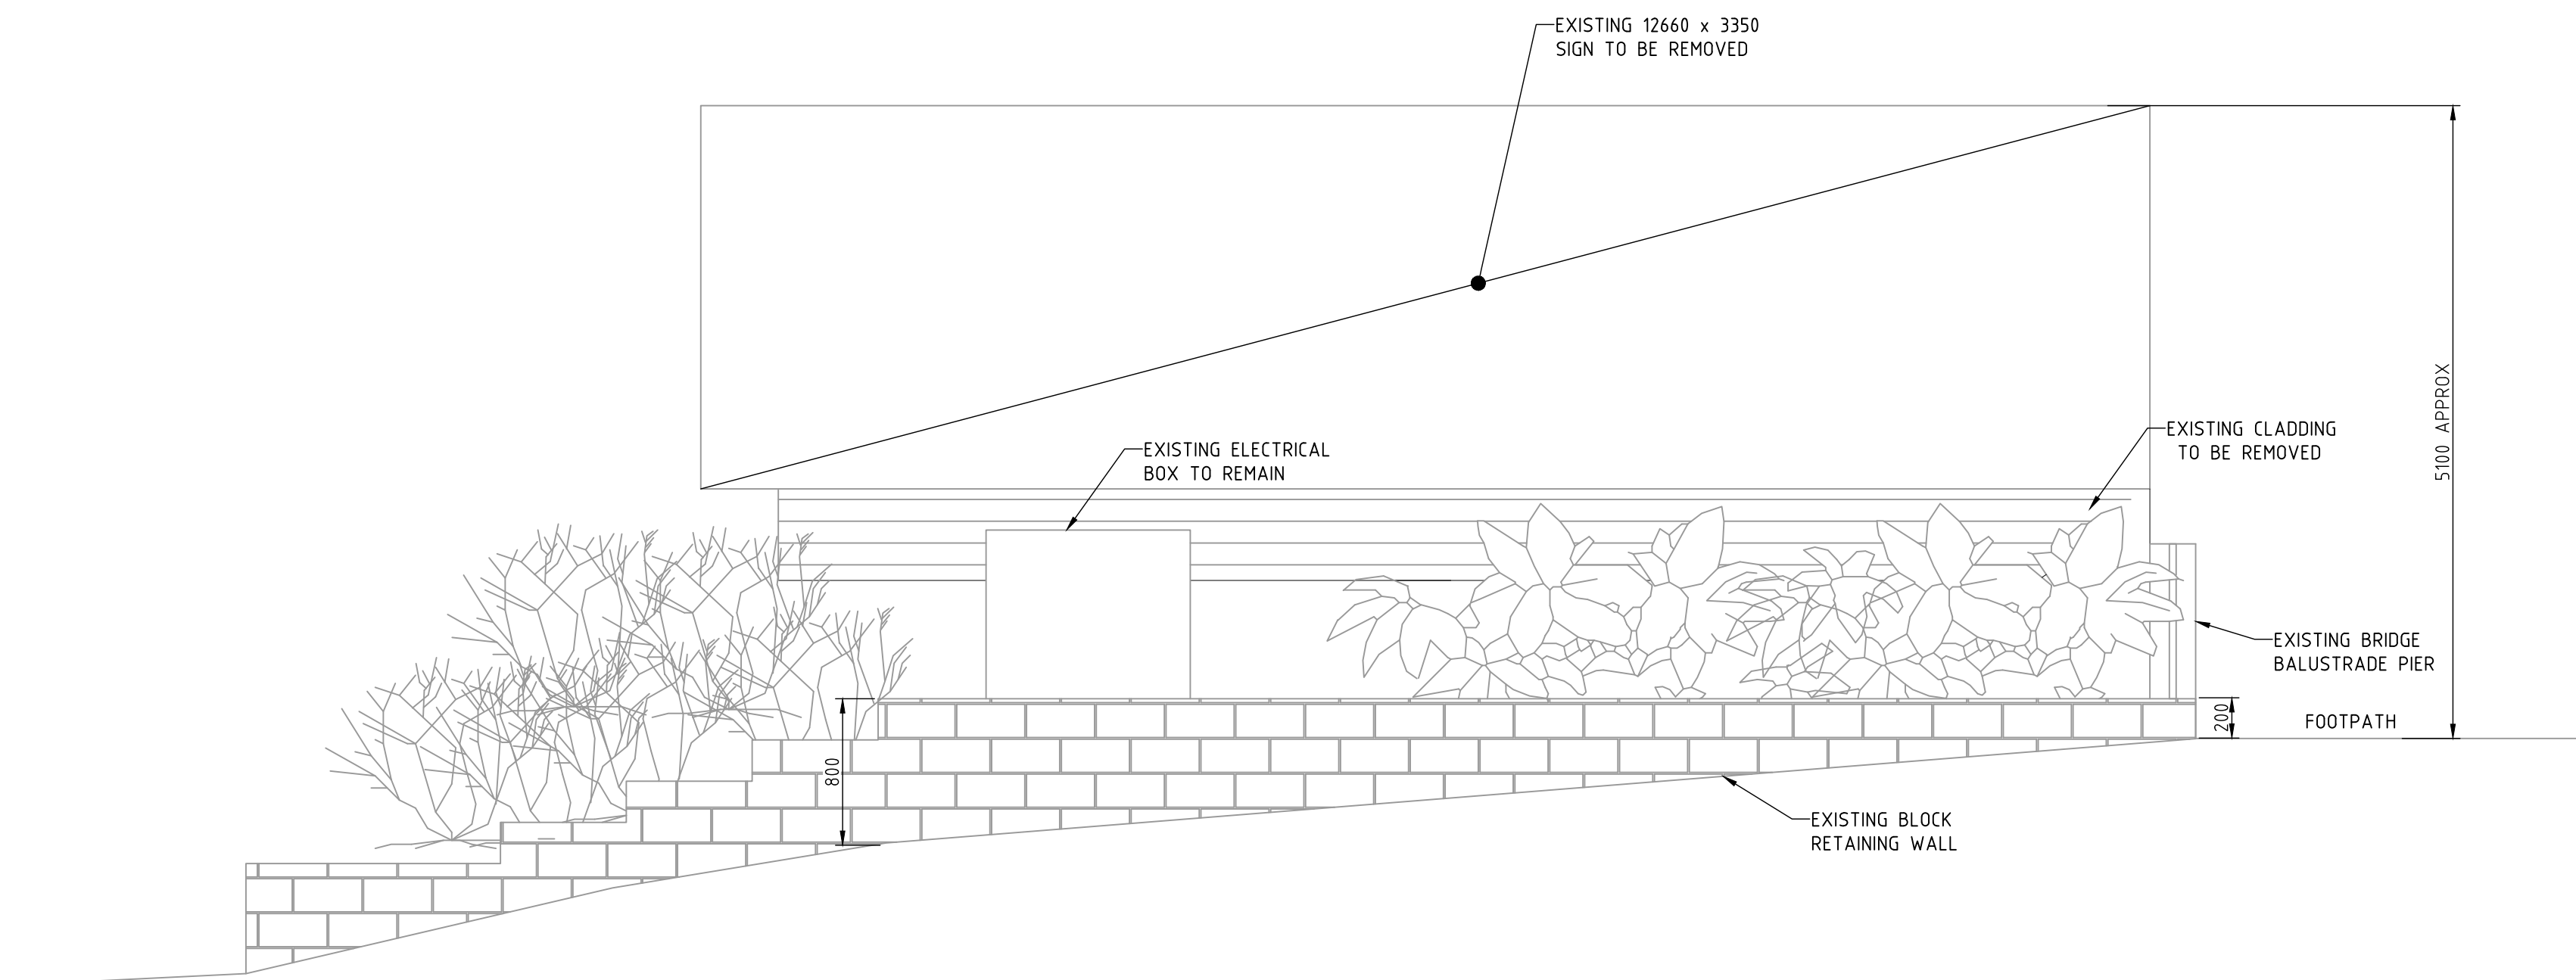 EXISTING 12660 x 3350
SIGN TO BE REMOVED
EXISTING ELECTRICAL
BOX TO REMAIN
EXISTING CLADDING
TO BE REMOVED
5100 APPROX
EXISTING BRIDGE
BALUSTRADE PIER
200
FOOTPATH
800
EXISTING BLOCK
RETAINING WALL